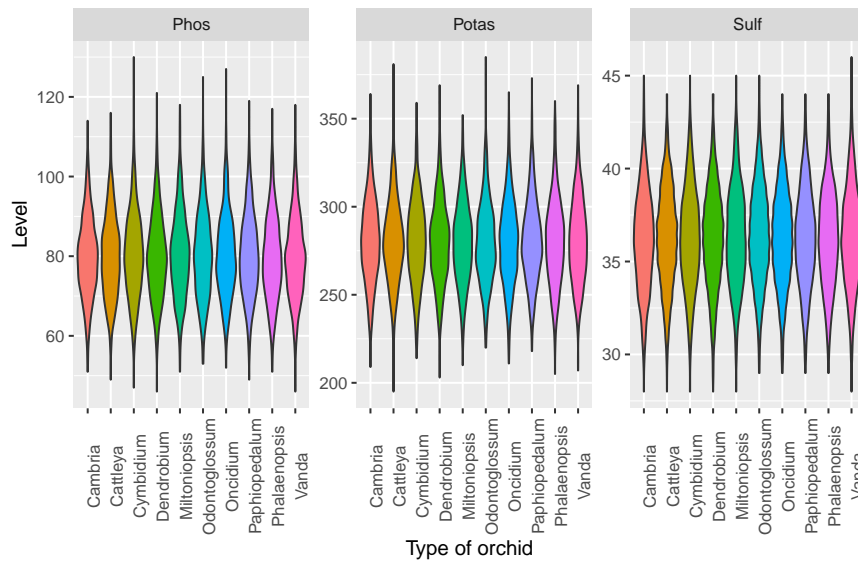 Phos
Potas
Sulf
Level
120
100
80
60
350
300
250
200
45
40
35
30
Cambria
Cattleya
Cymbidium
Dendrobium
Miltoniopsis
Odontoglossum
Oncidium
Paphiopedalum
Phalaenopsis
Vanda
Cambria
Cattleya
Cymbidium
Dendrobium
Miltoniopsis
Odontoglossum
Oncidium
Paphiopedalum
Phalaenopsis
Vanda
Cambria
Cattleya
Cymbidium
Dendrobium
Miltoniopsis
Odontoglossum
Oncidium
Paphiopedalum
Phalaenopsis
Vanda
Type of orchid